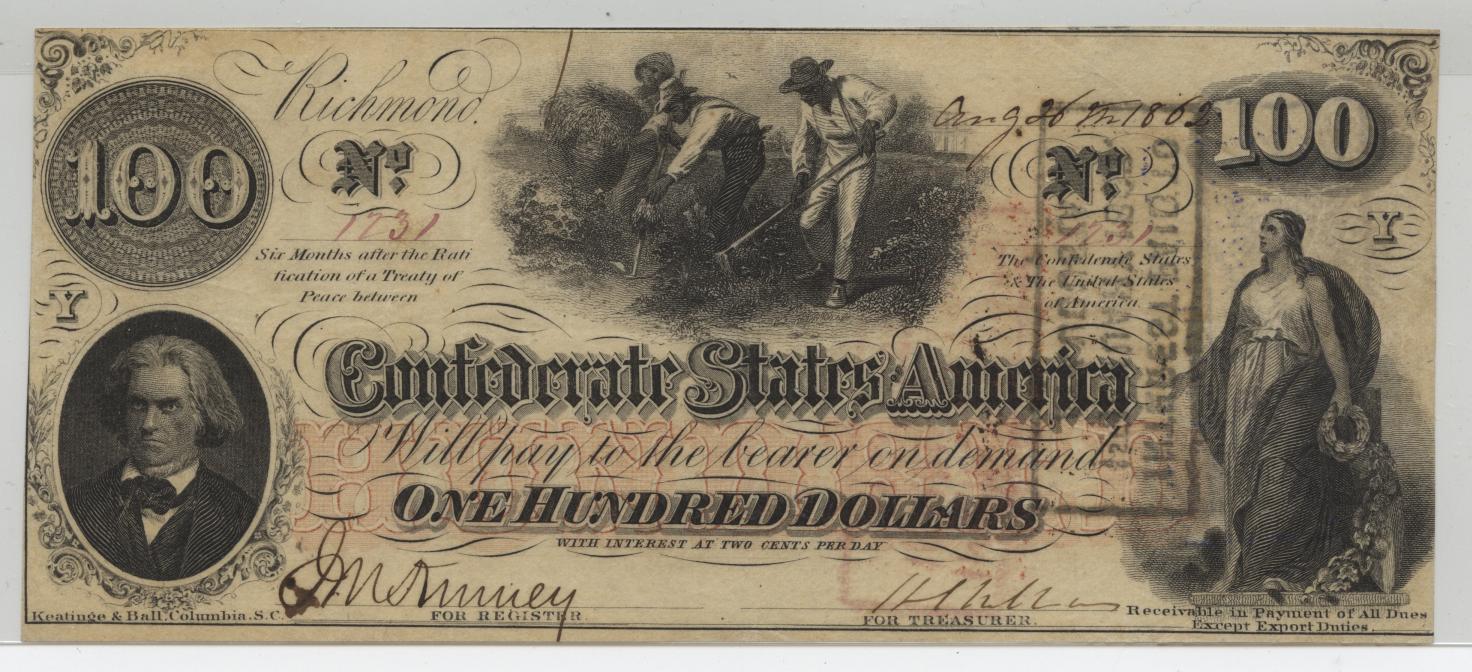 Richmond.
Aug 26th 1862
100
100
No
No
1731
1731
Six Months after the Rati
fication of a Treaty of
Peace between
The Confederate States
& The United States
of America
Y
Y
Confederate States America
Will pay to the bearer on demand
ONE HUNDRED DOLLARS
WITH INTEREST AT TWO CENTS PER DAY
FOR REGISTER.
FOR TREASURER.
Keatinge & Ball, Columbia. S.C.
Receivable in Payment of All Dues
Except Export Duties.